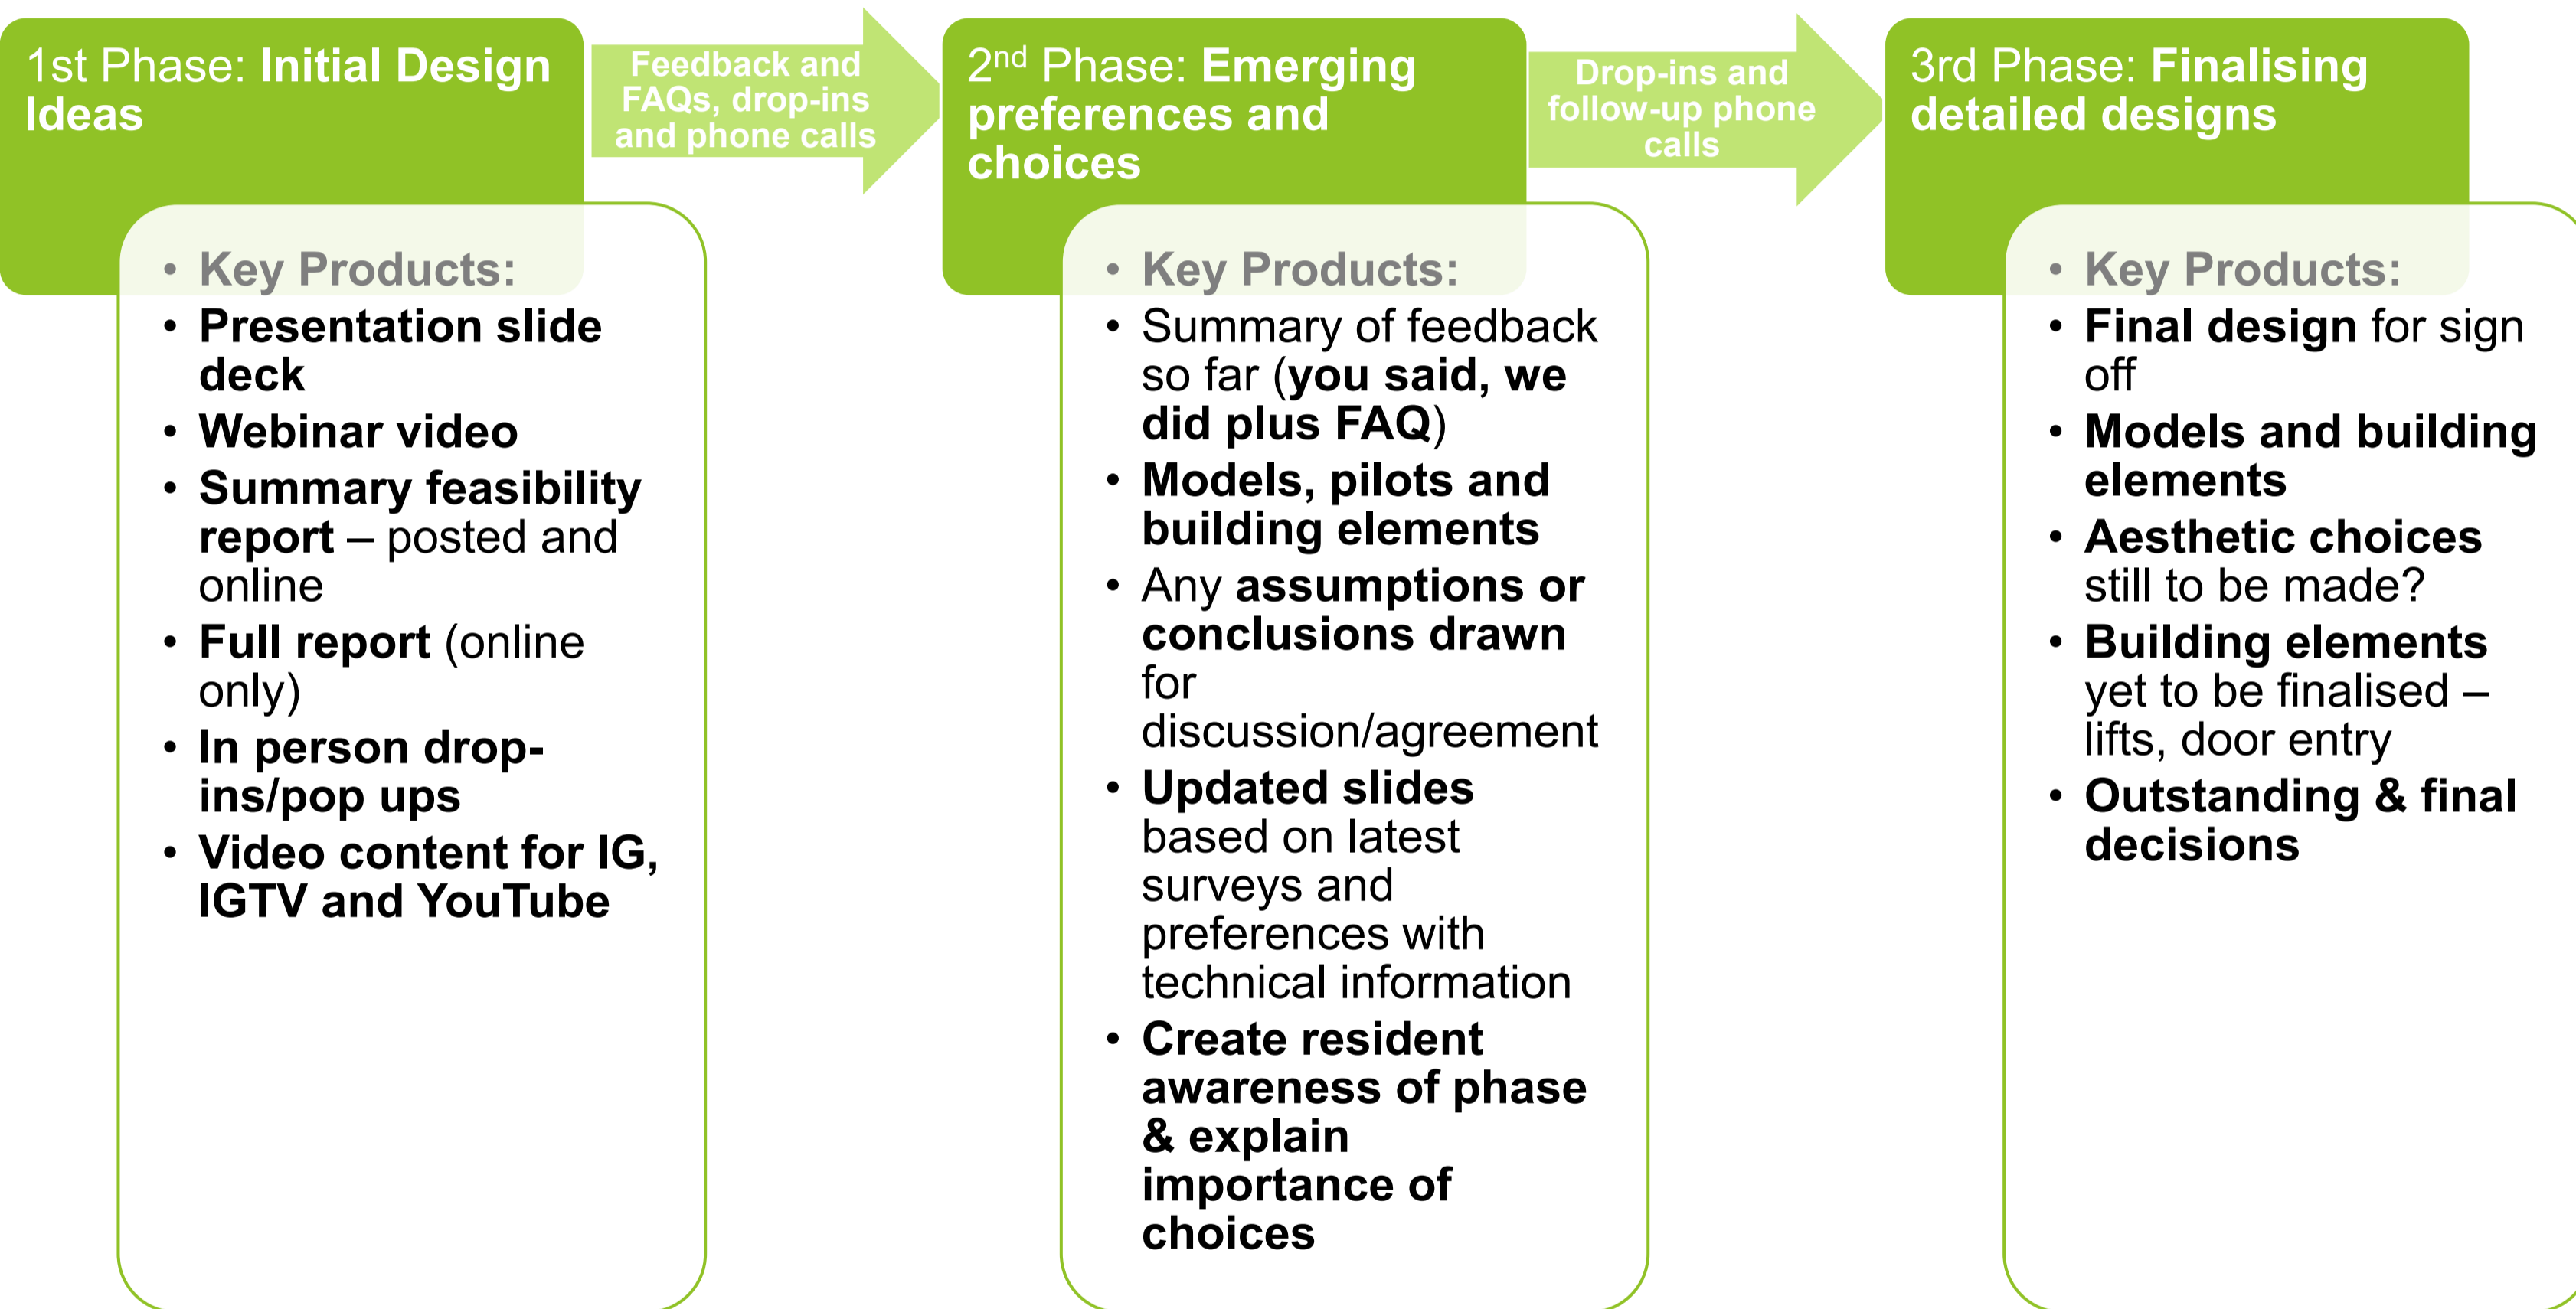 1st Phase: Initial Design
Ideas
• Key Products:
• Presentation slide
deck
• Webinar video
• Summary feasibility
report – posted and
online
• Full report (online
only)
• In person drop-
ins/pop ups
• Video content for IG,
IGTV and YouTube
Feedback and
FAQs, drop-ins
and phone calls
2nd Phase: Emerging
preferences and
choices
• Key Products:
• Summary of feedback
so far (you said, we
did plus FAQ)
• Models, pilots and
building elements
• Any assumptions or
conclusions drawn
for
discussion/agreement
• Updated slides
based on latest
surveys and
preferences with
technical information
• Create resident
awareness of phase
& explain
importance of
choices
Drop-ins and
follow-up phone
calls
3rd Phase: Finalising
detailed designs
• Key Products:
• Final design for sign
off
• Models and building
elements
• Aesthetic choices
still to be made?
• Building elements
yet to be finalised –
lifts, door entry
• Outstanding & final
decisions